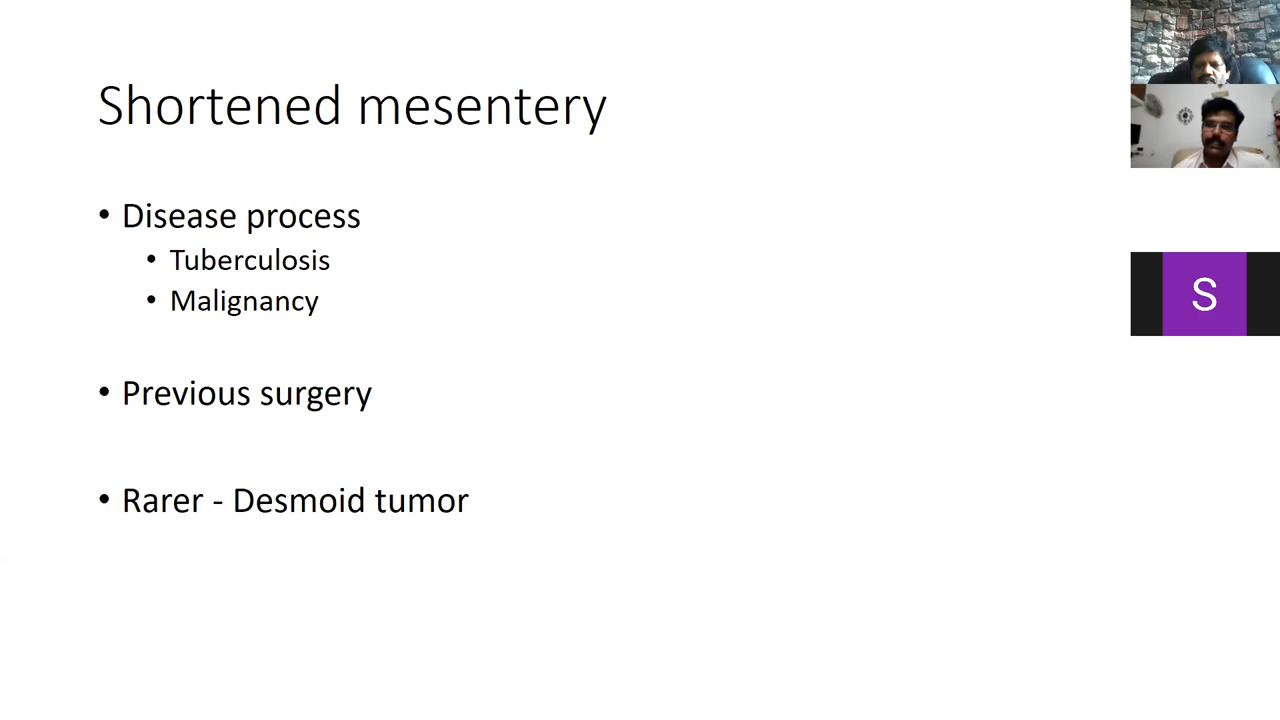 Shortened mesentery
• Disease process
• Tuberculosis
• Malignancy
• Previous surgery
• Rarer - Desmoid tumor
S